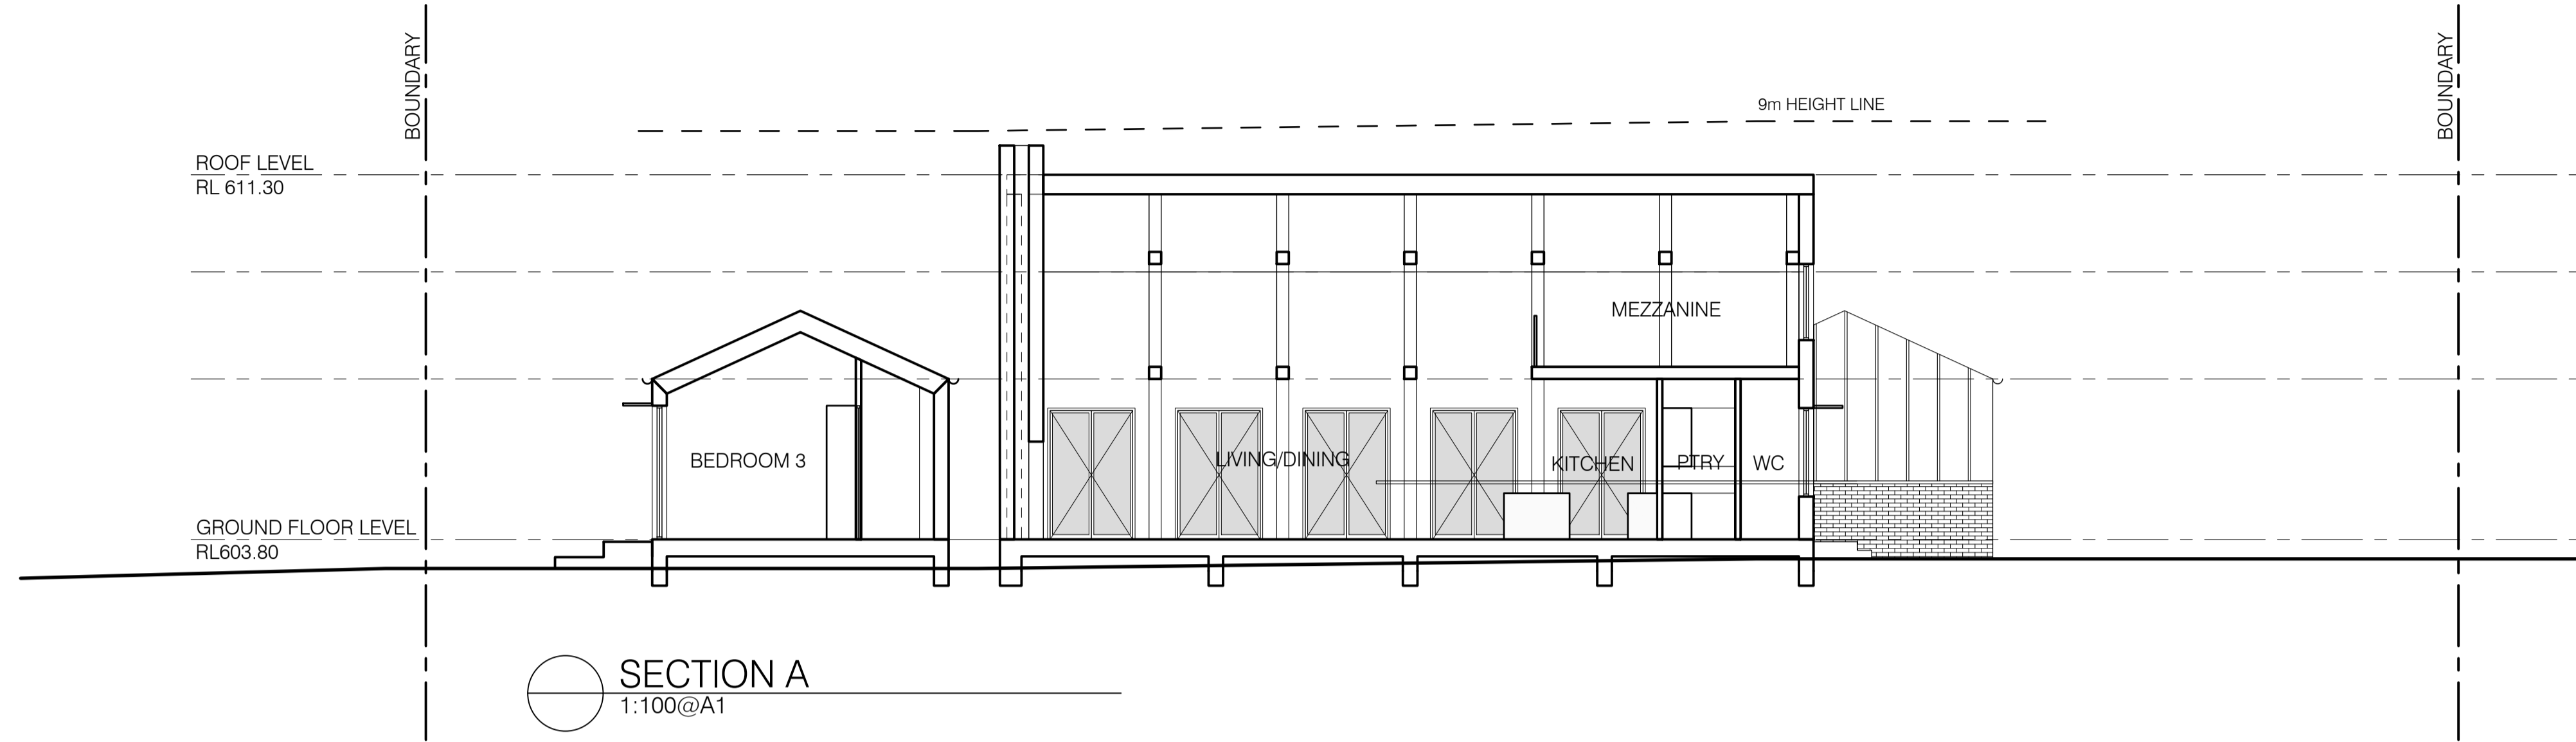 BOUNDARY
BOUNDARY
9m HEIGHT LINE
ROOF LEVEL
RL 611.30
MEZZANINE
BEDROOM 3
LIVING/DINING
KITCHEN
PTRY
WC
GROUND FLOOR LEVEL
RL603.80
SECTION A
1:100@A1